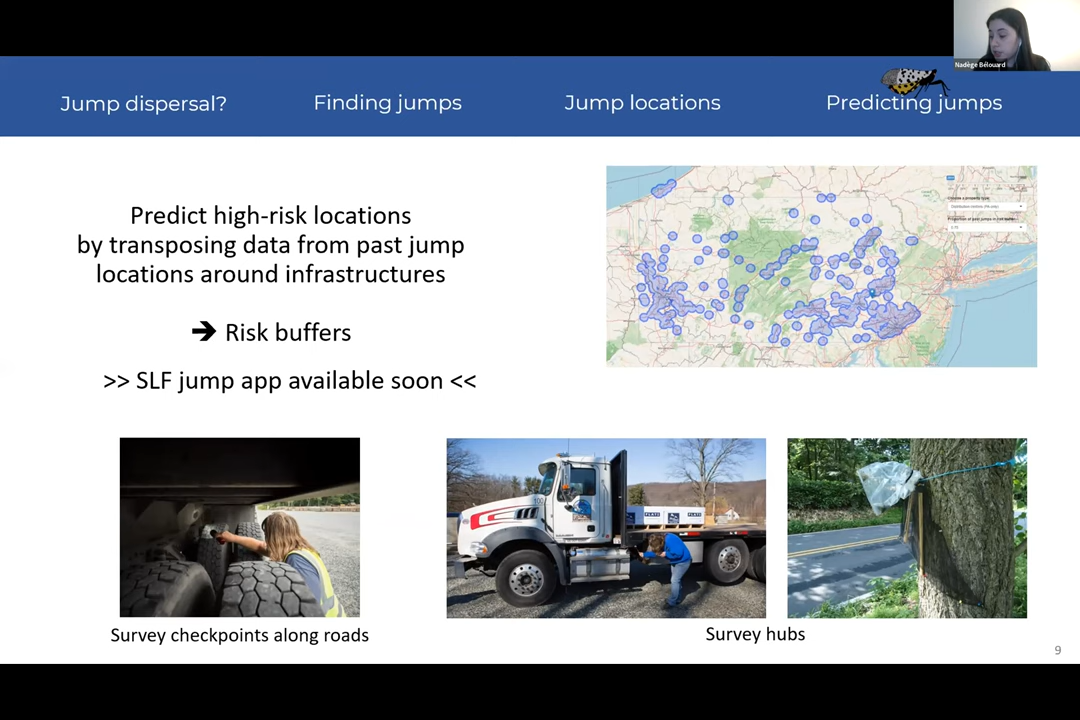 Nadège Bélouard
Jump dispersal?
Finding jumps
Jump locations
Predicting jumps
Predict high-risk locations
by transposing data from past jump
locations around infrastructures
➔ Risk buffers
>> SLF jump app available soon <<
Survey checkpoints along roads
Survey hubs
9